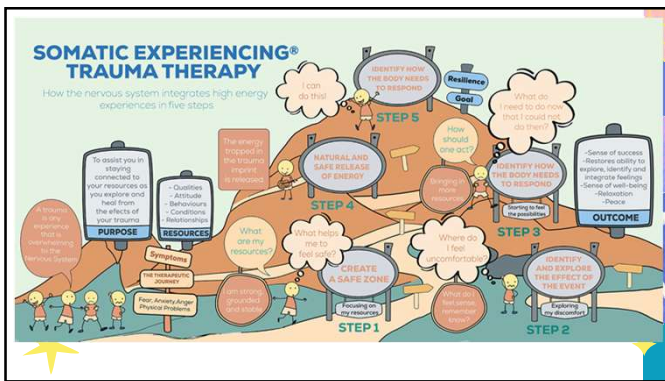 SOMATIC EXPERIENCING®
TRAUMA THERAPY
How the nervous system integrates high energy
experiences in five steps
I can
do this!
IDENTIFY HOW
THE BODY NEEDS
TO RESPOND
Resilience
Goal
STEP 5
What do
I need to do now
that I could not
do then?
The energy
trapped in
the trauma
imprint
is released.
NATURAL AND
SAFE RELEASE
OF ENERGY
STEP 4
How
should
one act?
Bringing in
more
resources
IDENTIFY HOW
THE BODY NEEDS
TO RESPOND
Starting to feel
the possibilities
STEP 3
To assist you in
staying
connected to
your resources as
you explore and
heal from
the effects of
your trauma
PURPOSE
- Qualities
- Attitude
- Behaviours
- Conditions
- Relationships
RESOURCES
-Sense of success
-Restores ability to
explore, identify and
integrate feelings
-Sense of well-being
-Relaxation
-Peace
OUTCOME
A trauma
is any
experience
that is
overwhelming
to the
Nervous System
Symptoms
THE THERAPEUTIC
JOURNEY
Fear, Anxiety, Anger
Physical Problems
What
are my
resources?
What helps
me to
feel safe?
I am strong,
grounded
and stable
CREATE
A SAFE ZONE
Focusing on
my resources
STEP 1
Where do
I feel
uncomfortable?
What do I
feel, sense,
remember,
know?
IDENTIFY
AND EXPLORE
THE EFFECT OF
THE EVENT
Exploring
my discomfort
STEP 2